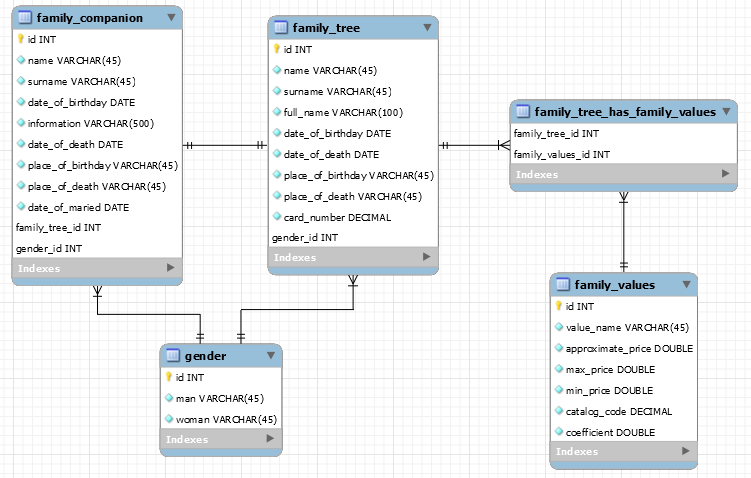 family_companion
id INT
name VARCHAR(45)
surname VARCHAR(45)
date_of_birthday DATE
information VARCHAR(500)
date_of_death DATE
place_of_birthday VARCHAR(45)
place_of_death VARCHAR(45)
date_of_maried DATE
family_tree_id INT
gender_id INT
Indexes
family_tree
id INT
name VARCHAR(45)
surname VARCHAR(45)
full_name VARCHAR(100)
date_of_birthday DATE
date_of_death DATE
place_of_birthday VARCHAR(45)
place_of_death VARCHAR(45)
card_number DECIMAL
gender_id INT
Indexes
family_tree_has_family_values
family_tree_id INT
family_values_id INT
Indexes
gender
id INT
man VARCHAR(45)
woman VARCHAR(45)
Indexes
family_values
id INT
value_name VARCHAR(45)
approximate_price DOUBLE
max_price DOUBLE
min_price DOUBLE
catalog_code DECIMAL
coefficient DOUBLE
Indexes